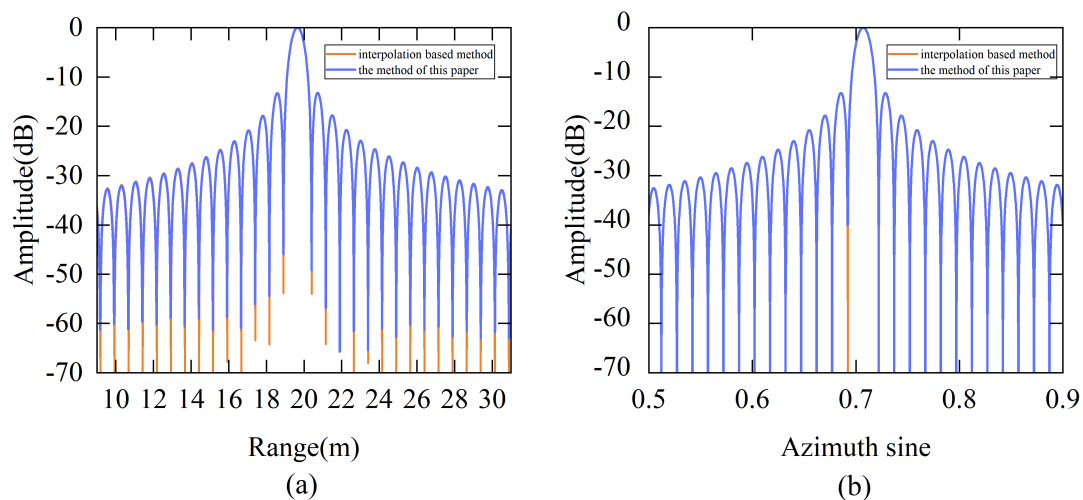 0
-10
-20
-30
-40
-50
-60
-70
Amplitude(dB)
interpolation based method
the method of this paper
10 12 14 16 18 20 22 24 26 28 30
Range(m)
(a)
0
-10
-20
-30
-40
-50
-60
-70
Amplitude(dB)
interpolation based method
the method of this paper
0.5 0.6 0.7 0.8 0.9
Azimuth sine
(b)